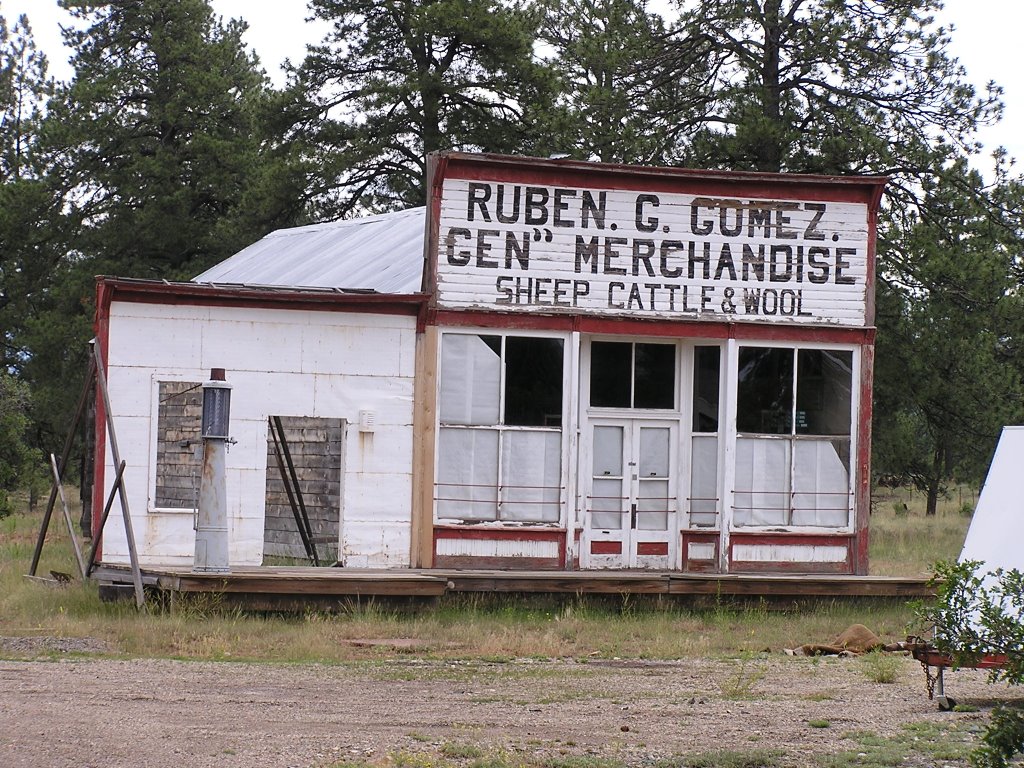 RUBEN. G. GOMEZ.
GEN" MERCHANDISE
SHEEP CATTLE & WOOL